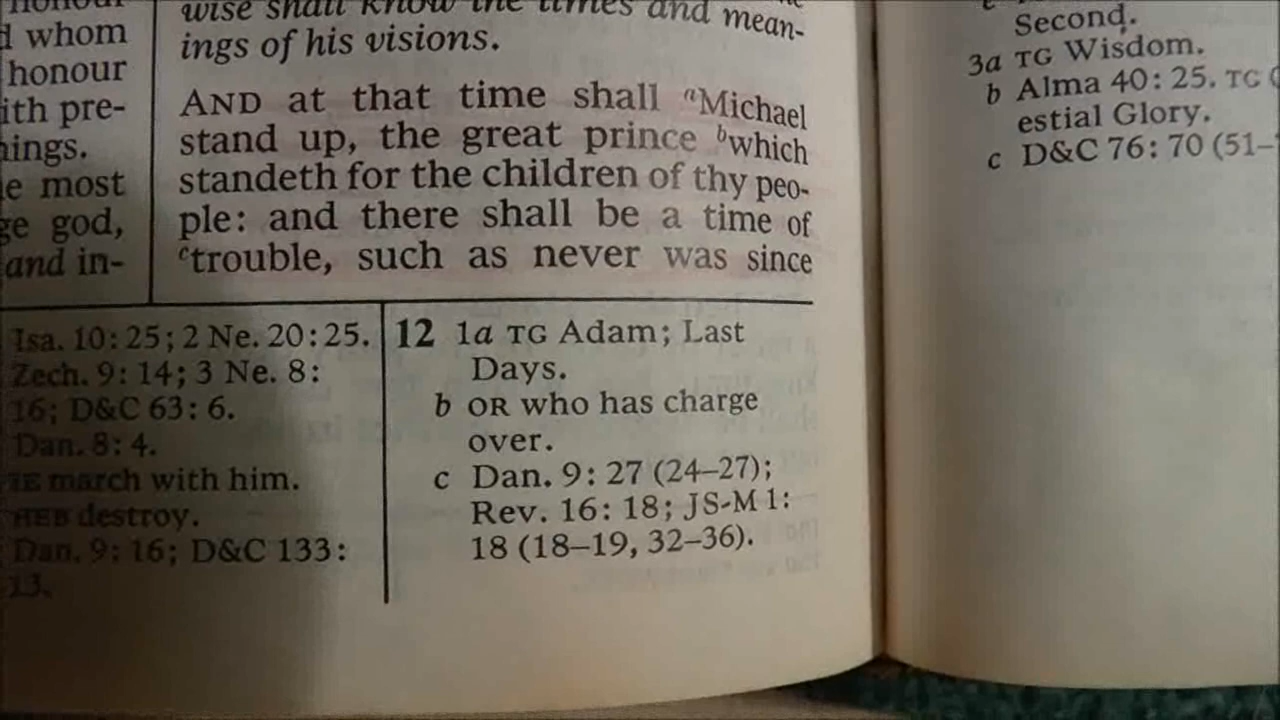 d whom
honour
ith pre-
ings.
e most
ge god,
and in-
wise shall know the times and mean-
ings of his visions.
AND at that time shall aMichael
stand up, the great prince bwhich
standeth for the children of thy peo-
ple: and there shall be a time of
ctrouble, such as never was since
Isa. 10:25; 2 Ne. 20:25.
Zech. 9:14; 3 Ne. 8:
16; D&C 63:6.
Dan. 8:4.
IE march with him.
HEB destroy.
Dan. 9:16; D&C 133:
13.
12 1a TG Adam; Last
Days.
b OR who has charge
over.
c Dan. 9:27 (24–27);
Rev. 16:18; JS-M 1:
18 (18–19, 32–36).
Second.
3a TG Wisdom.
b Alma 40:25. TG
estial Glory.
c D&C 76:70 (51–